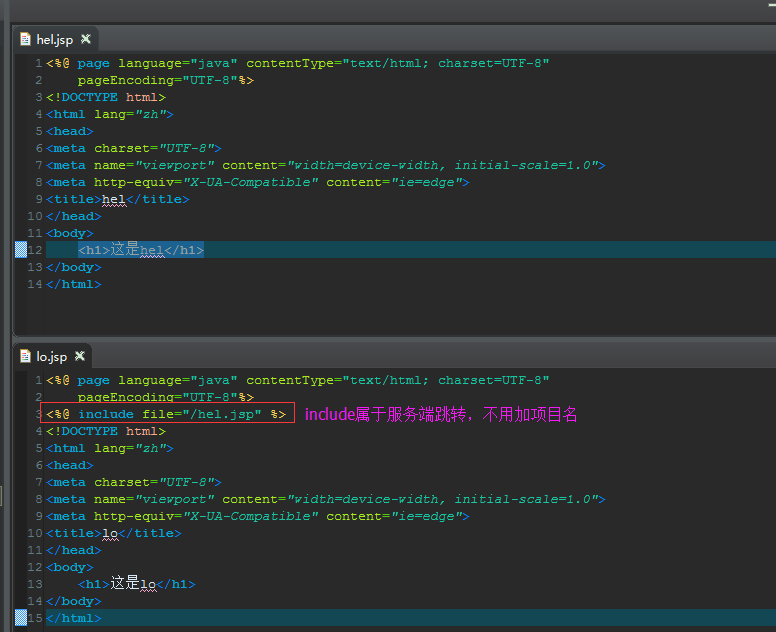 hel.jsp
1 <%@ page language="java" contentType="text/html; charset=UTF-8"
2     pageEncoding="UTF-8"%>
3 <!DOCTYPE html>
4 <html lang="zh">
5 <head>
6 <meta charset="UTF-8">
7 <meta name="viewport" content="width=device-width, initial-scale=1.0">
8 <meta http-equiv="X-UA-Compatible" content="ie=edge">
9 <title>hel</title>
10 </head>
11 <body>
12     <h1>这是hel</h1>
13 </body>
14 </html>
lo.jsp
1 <%@ page language="java" contentType="text/html; charset=UTF-8"
2     pageEncoding="UTF-8"%>
3 <%@ include file="/hel.jsp" %> include属于服务端跳转，不用加项目名
4 <!DOCTYPE html>
5 <html lang="zh">
6 <head>
7 <meta charset="UTF-8">
8 <meta name="viewport" content="width=device-width, initial-scale=1.0">
9 <meta http-equiv="X-UA-Compatible" content="ie=edge">
10 <title>lo</title>
11 </head>
12 <body>
13     <h1>这是lo</h1>
14 </body>
15 </html>